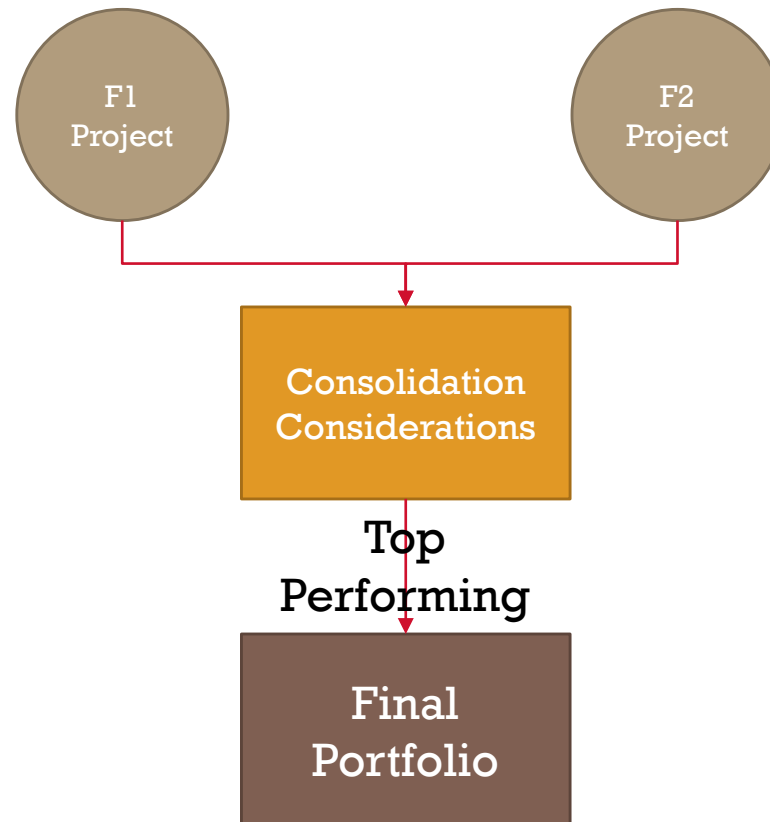 F1
Project
F2
Project
Consolidation
Considerations
Top
Performing
Final
Portfolio